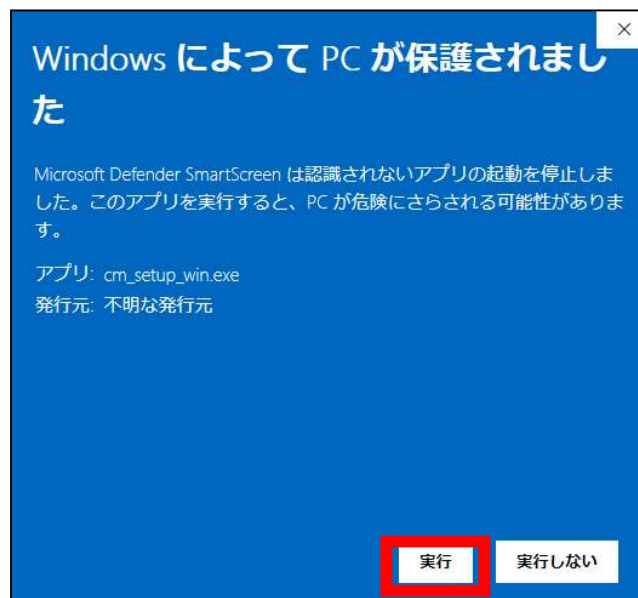 Windows によって PC が保護されまし
た
Microsoft Defender SmartScreen は認識されないアプリの起動を停止しま
した。このアプリを実行すると、PC が危険にさらされる可能性がありま
す。
アプリ: cm_setup_win.exe
発行元: 不明な発行元
実行 実行しない